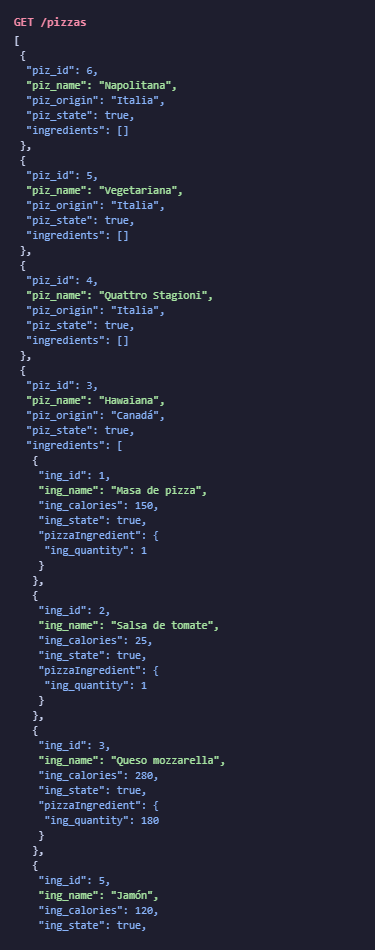 GET /pizzas
[
{
"piz_id": 6,
"piz_name": "Napolitana",
"piz_origin": "Italia",
"piz_state": true,
"ingredients": []
},
{
"piz_id": 5,
"piz_name": "Vegetariana",
"piz_origin": "Italia",
"piz_state": true,
"ingredients": []
},
{
"piz_id": 4,
"piz_name": "Quattro Stagioni",
"piz_origin": "Italia",
"piz_state": true,
"ingredients": []
},
{
"piz_id": 3,
"piz_name": "Hawaiana",
"piz_origin": "Canadá",
"piz_state": true,
"ingredients": [
{
"ing_id": 1,
"ing_name": "Masa de pizza",
"ing_calories": 150,
"ing_state": true,
"pizzaIngredient": {
"ing_quantity": 1
}
},
{
"ing_id": 2,
"ing_name": "Salsa de tomate",
"ing_calories": 25,
"ing_state": true,
"pizzaIngredient": {
"ing_quantity": 1
}
},
{
"ing_id": 3,
"ing_name": "Queso mozzarella",
"ing_calories": 280,
"ing_state": true,
"pizzaIngredient": {
"ing_quantity": 180
}
},
{
"ing_id": 5,
"ing_name": "Jamón",
"ing_calories": 120,
"ing_state": true,